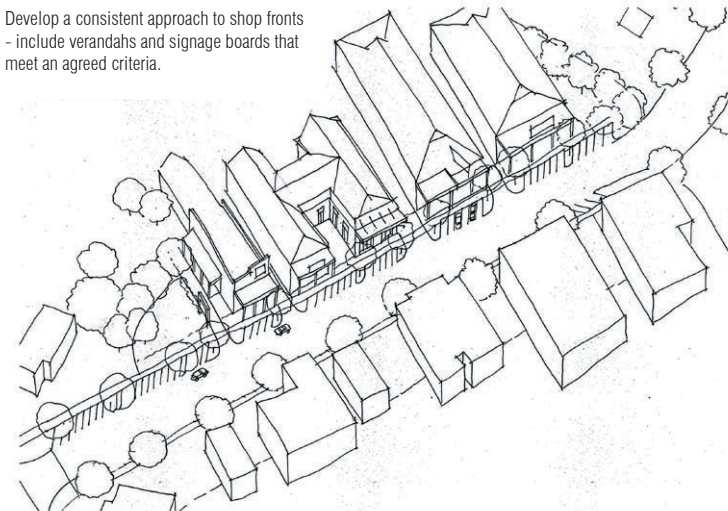 Develop a consistent approach to shop fronts
- include verandahs and signage boards that
meet an agreed criteria.